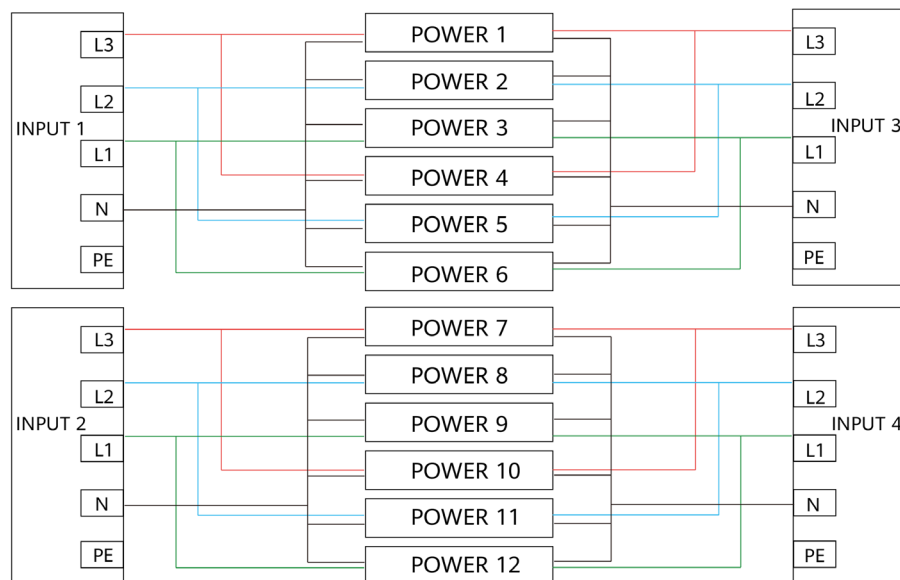 INPUT 1
L3
L2
L1
N
PE
POWER 1
POWER 2
POWER 3
POWER 4
POWER 5
POWER 6
INPUT 3
L3
L2
L1
N
PE
INPUT 2
L3
L2
L1
N
PE
POWER 7
POWER 8
POWER 9
POWER 10
POWER 11
POWER 12
INPUT 4
L3
L2
L1
N
PE